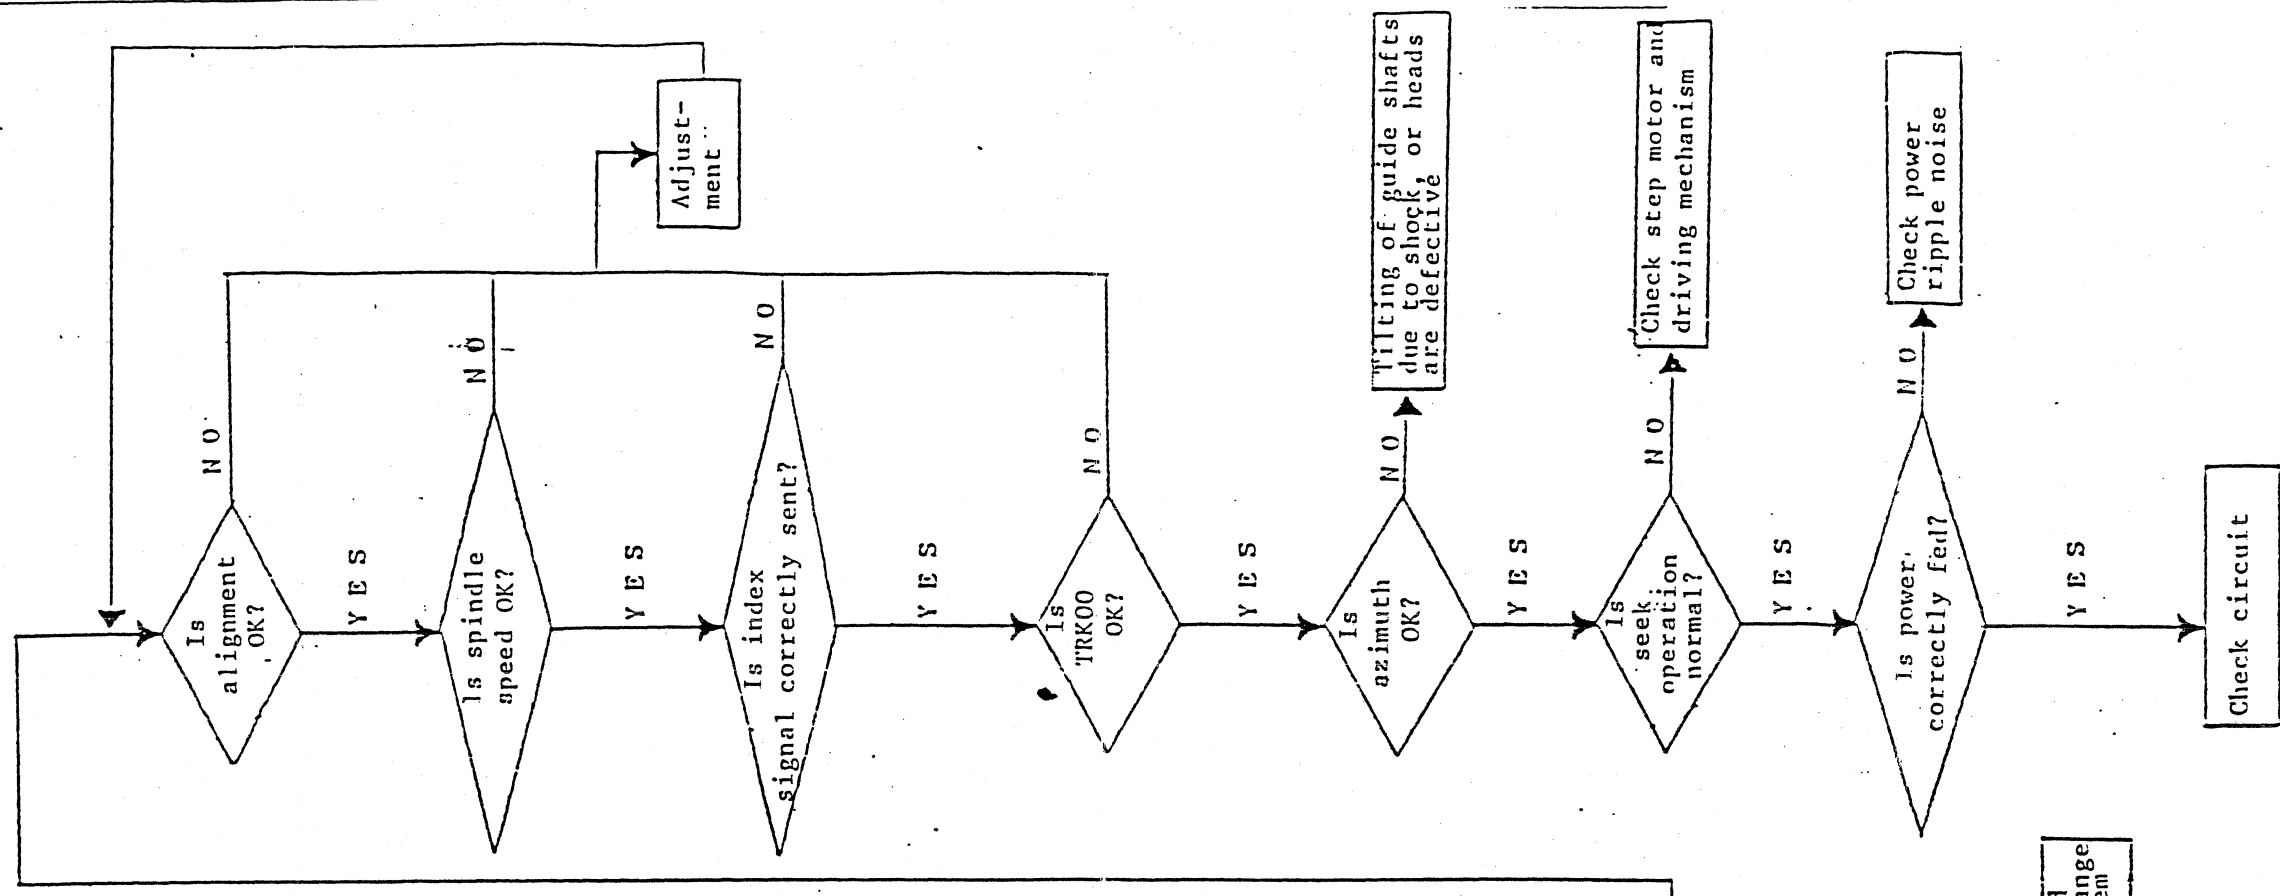 Adjust-
ment
NO
Is
alignment
OK?
YES
NO
Is spindle
speed OK?
YES
NO
Is index
signal correctly sent?
YES
NO
Is
TRK00
OK?
YES
Tilting of guide shafts
due to shock, or heads
are defective
NO
Is
azimuth
OK?
YES
Check step motor and
driving mechanism
NO
Is
seek
operation
normal?
YES
Check power
ripple noise
NO
Is power
correctly fed?
YES
Check circuit